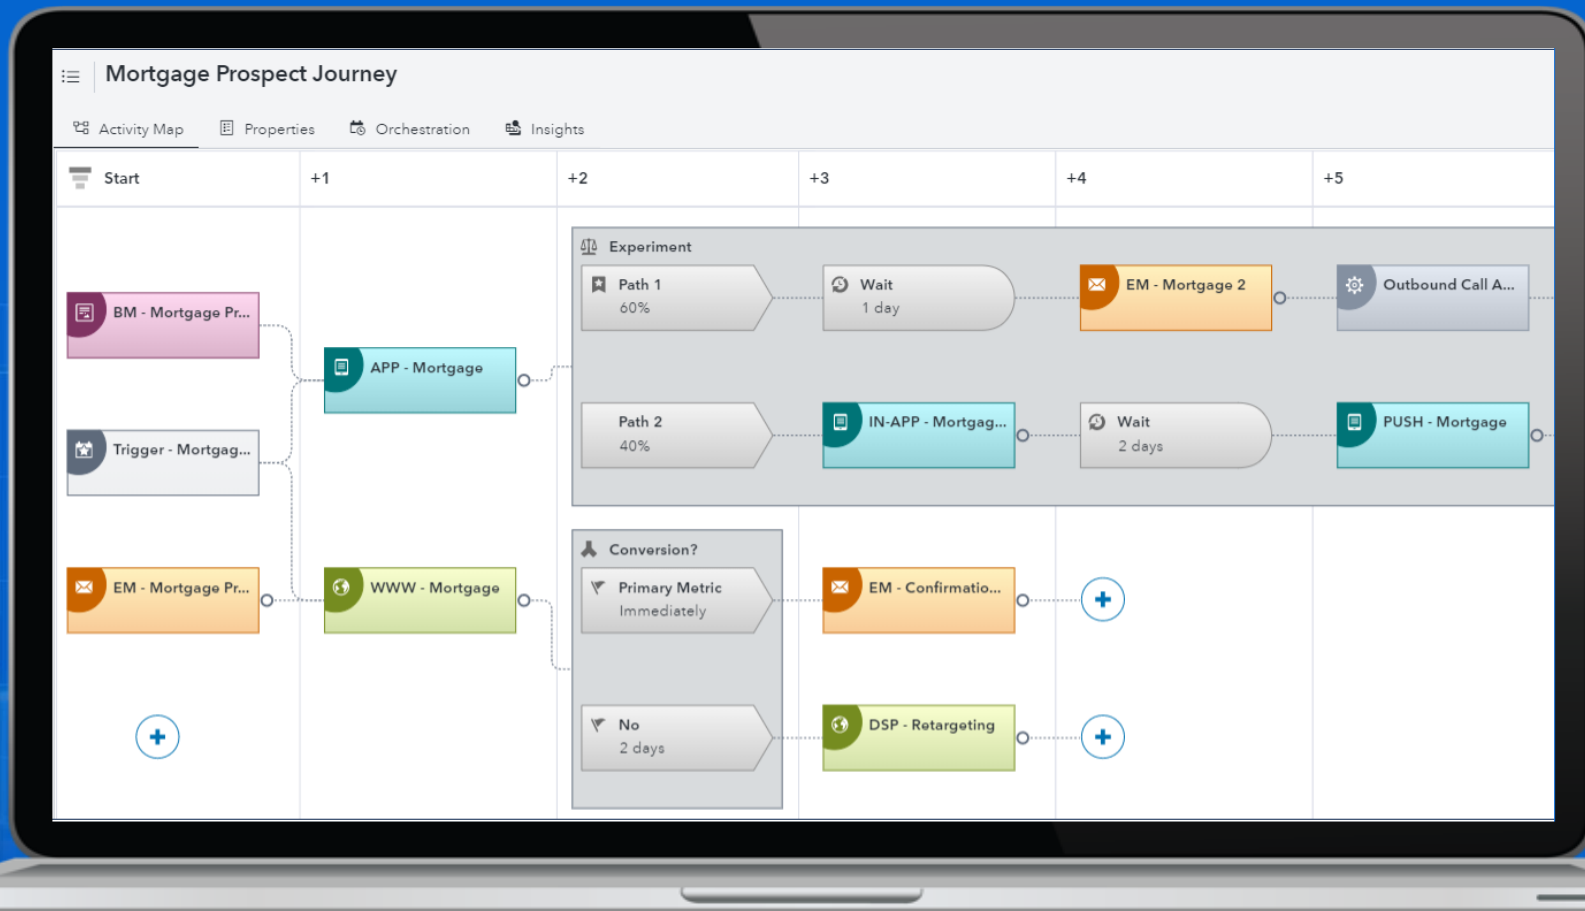 Mortgage Prospect Journey
Activity Map
Properties
Orchestration
Insights
Start
+1
+2
+3
+4
+5
Experiment
Path 1
60%
Wait
1 day
EM - Mortgage 2
Outbound Call A...
BM - Mortgage Pr...
APP - Mortgage
Path 2
40%
IN-APP - Mortgag...
Wait
2 days
PUSH - Mortgage
Trigger - Mortgag...
Conversion?
EM - Mortgage Pr...
WWW - Mortgage
Primary Metric
Immediately
EM - Confirmatio...
No
2 days
DSP - Retargeting